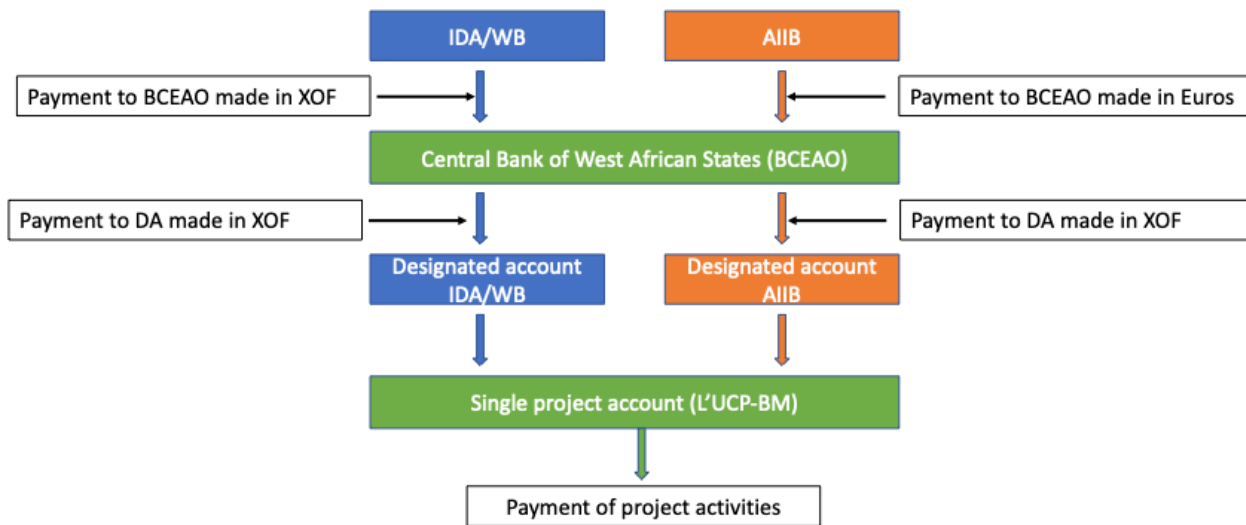 IDA/WB
AIIB
Payment to BCEAO made in XOF
Payment to BCEAO made in Euros
Central Bank of West African States (BCEAO)
Payment to DA made in XOF
Payment to DA made in XOF
Designated account
IDA/WB
Designated account
AIIB
Single project account (L'UCP-BM)
Payment of project activities